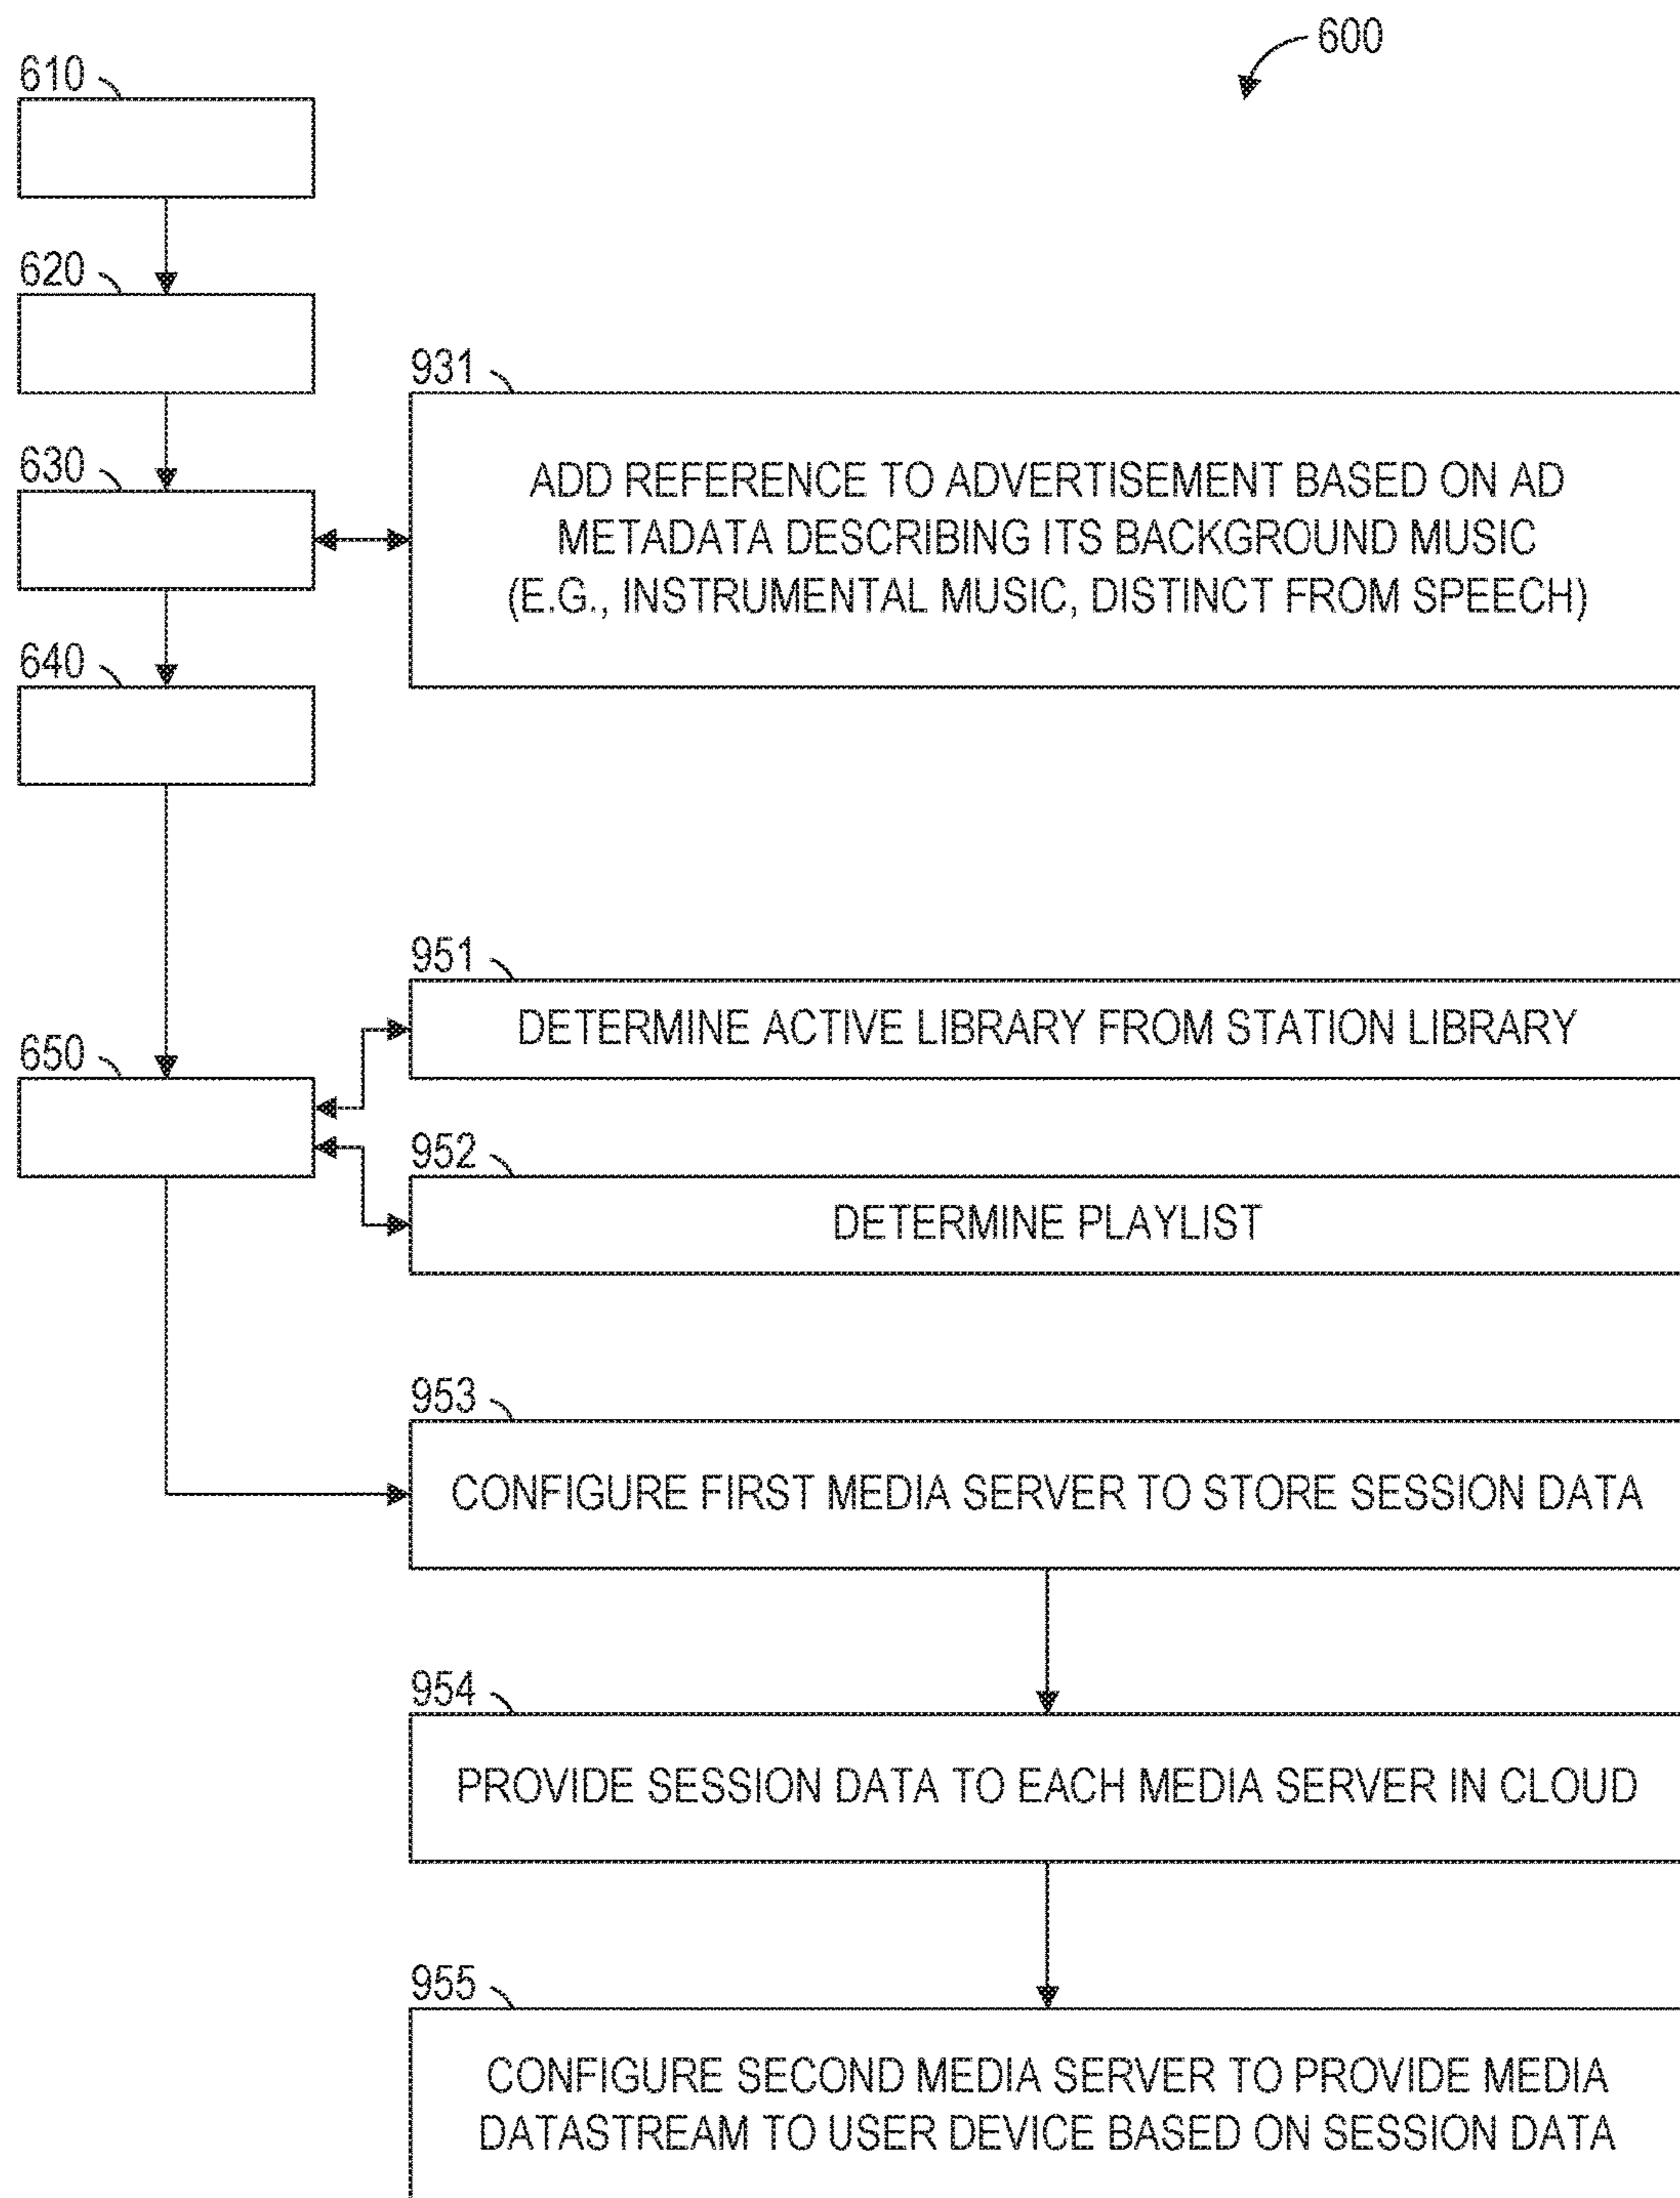 600
610
620
931
630
ADD REFERENCE TO ADVERTISEMENT BASED ON AD
METADATA DESCRIBING ITS BACKGROUND MUSIC
(E.G., INSTRUMENTAL MUSIC, DISTINCT FROM SPEECH)
640
951
DETERMINE ACTIVE LIBRARY FROM STATION LIBRARY
650
952
DETERMINE PLAYLIST
953
CONFIGURE FIRST MEDIA SERVER TO STORE SESSION DATA
954
PROVIDE SESSION DATA TO EACH MEDIA SERVER IN CLOUD
955
CONFIGURE SECOND MEDIA SERVER TO PROVIDE MEDIA
DATASTREAM TO USER DEVICE BASED ON SESSION DATA